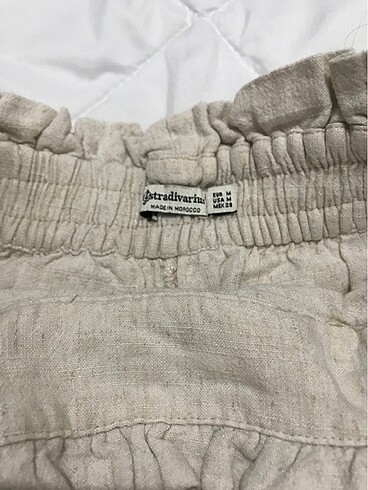 stradivarius
MADE IN MOROCCO
EUR M
USA M
MEX 28